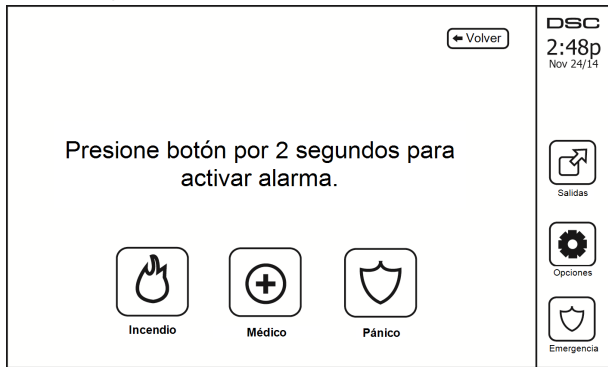 Volver
Presione botón por 2 segundos para
activar alarma.
Incendio
Médico
Pánico
DSC
2:48p
Nov 24/14
Salidas
Opciones
Emergencia